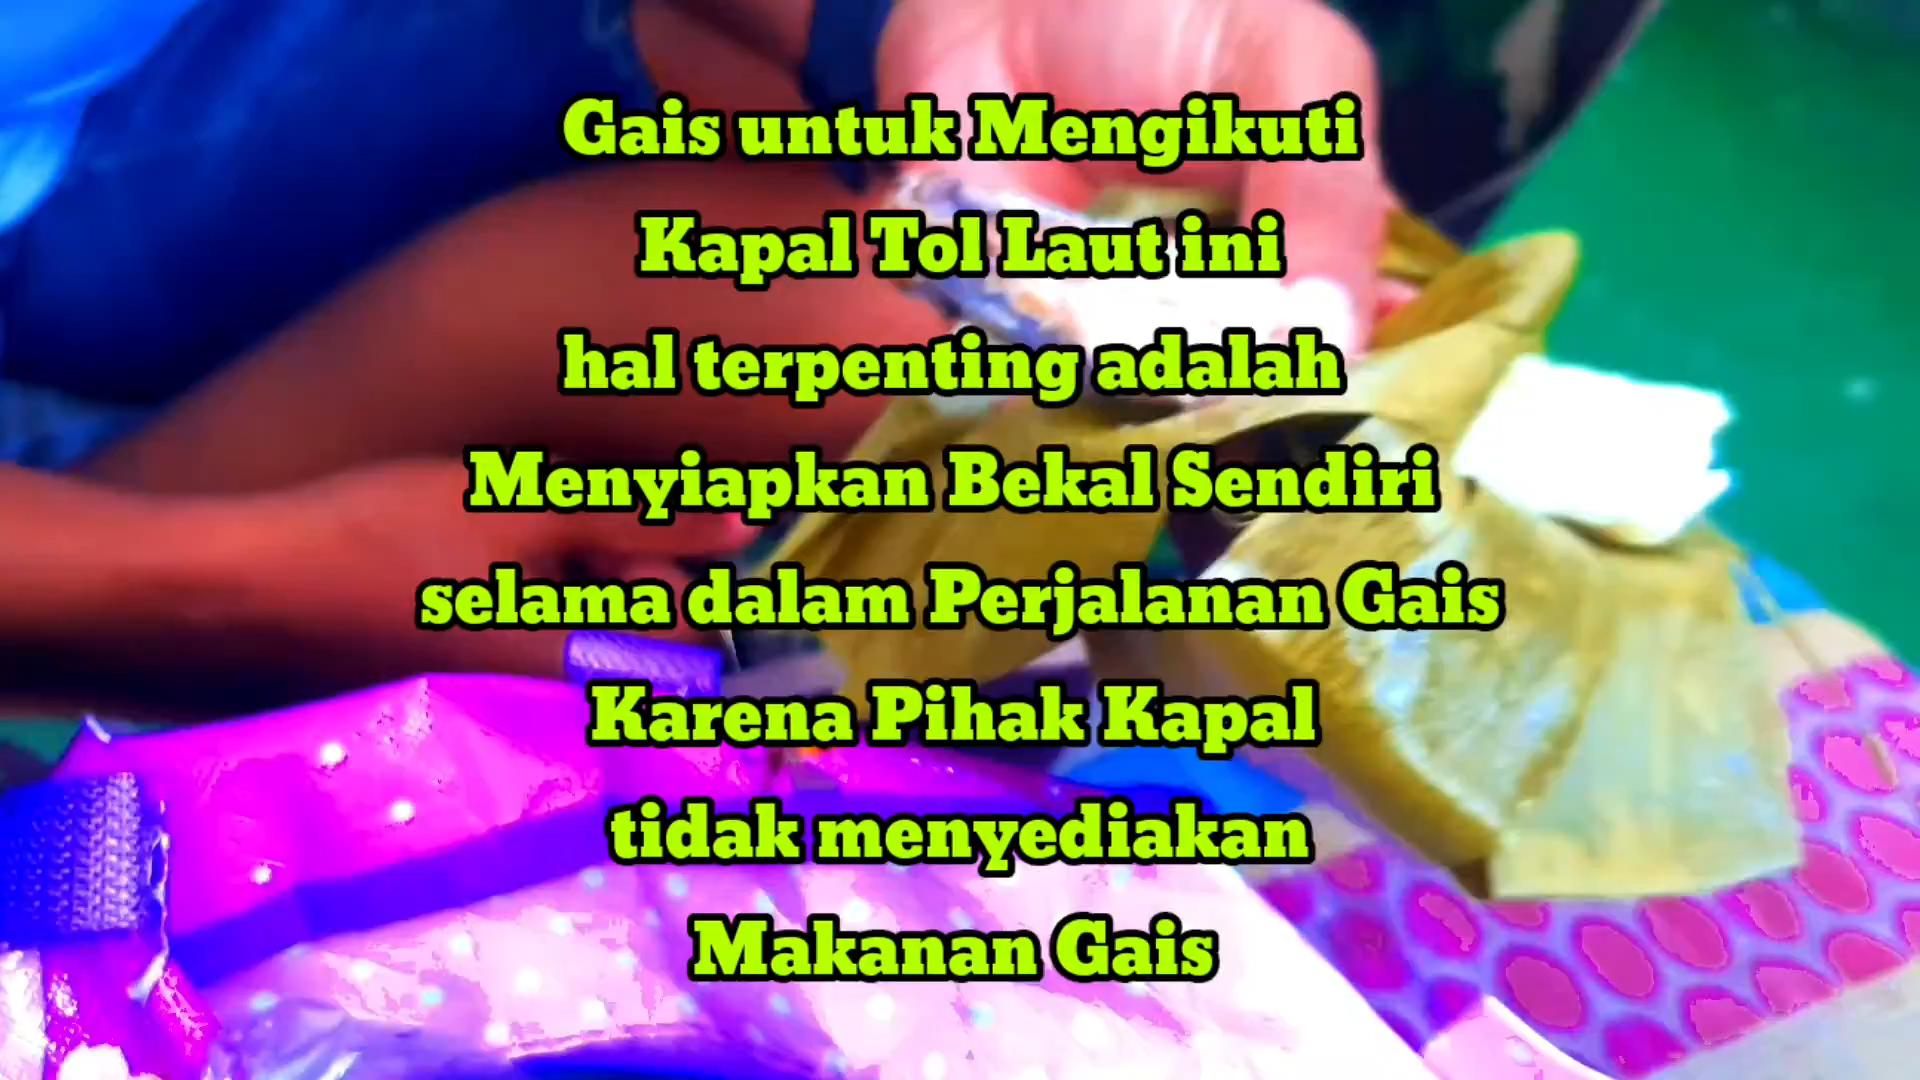 Gais untuk Mengikuti
Kapal Tol Laut ini
hal terpenting adalah
Menyiapkan Bekal Sendiri
selama dalam Perjalanan Gais
Karena Pihak Kapal
tidak menyediakan
Makanan Gais